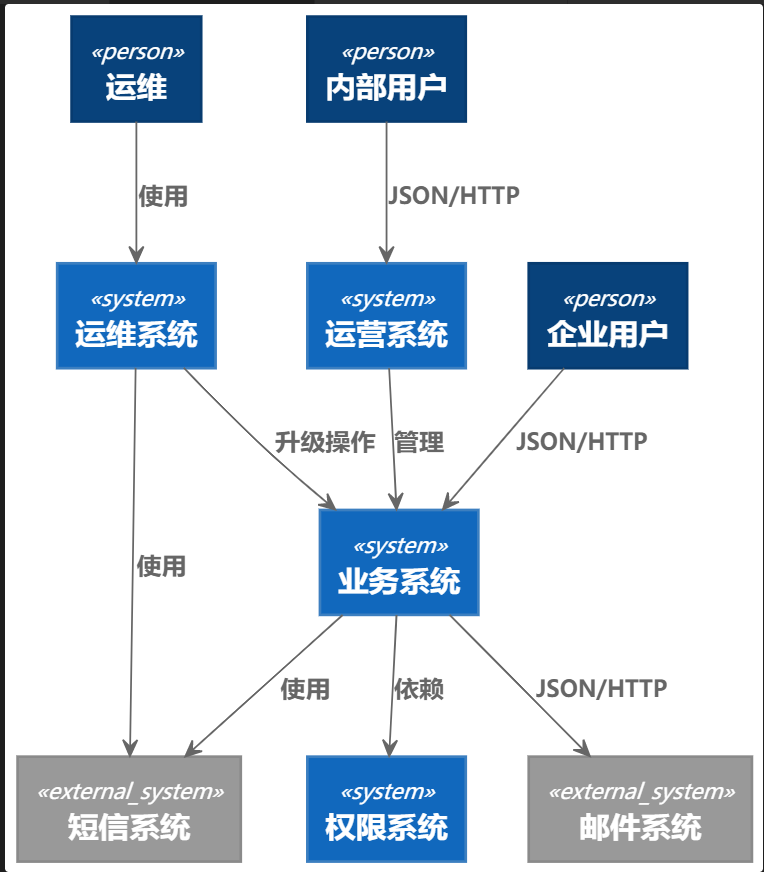 «person»
运维
«person»
内部用户
使用
JSON/HTTP
«system»
运维系统
«system»
运营系统
«person»
企业用户
升级操作
管理
JSON/HTTP
«system»
业务系统
使用
使用
依赖
JSON/HTTP
«external_system»
短信系统
«system»
权限系统
«external_system»
邮件系统